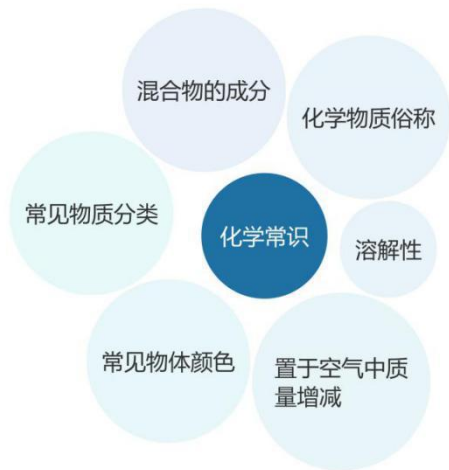 混合物的成分
化学物质俗称
常见物质分类
化学常识
溶解性
常见物体颜色
置于空气中质
量增减